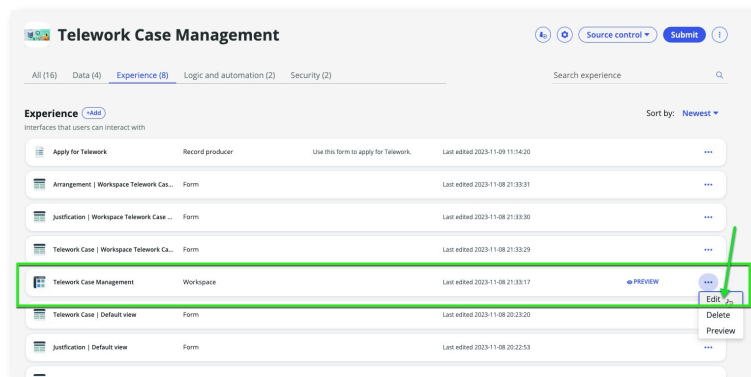 Telework Case Management
Source control
Submit
All (16) Data (4) Experience (8) Logic and automation (2) Security (2)
Search experience
Experience +Add
Sort by: Newest
Interfaces that users can interact with
Apply for Telework Record producer Use this form to apply for Telework. Last edited 2023-11-09 11:14:20
Arrangement | Workspace Telework Cas... Form Last edited 2023-11-08 21:33:31
Justfication | Workspace Telework Case ... Form Last edited 2023-11-08 21:33:30
Telework Case | Workspace Telework Ca... Form Last edited 2023-11-08 21:33:29
Telework Case Management Workspace Last edited 2023-11-08 21:33:17 PREVIEW
Edit
Telework Case | Default view Form Last edited 2023-11-08 20:23:20
Delete
Preview
Justfication | Default view Form Last edited 2023-11-08 20:22:53